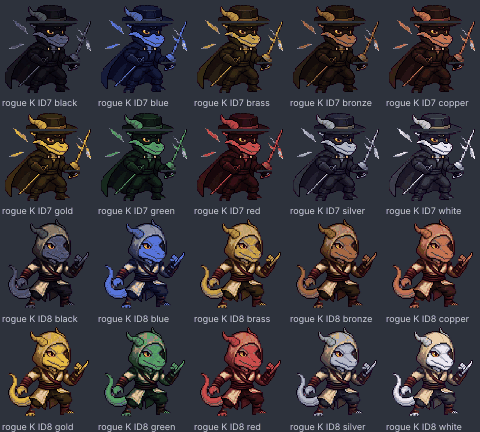 rogue K ID7 black
rogue K ID7 blue
rogue K ID7 brass
rogue K ID7 bronze
rogue K ID7 copper
rogue K ID7 gold
rogue K ID7 green
rogue K ID7 red
rogue K ID7 silver
rogue K ID7 white
rogue K ID8 black
rogue K ID8 blue
rogue K ID8 brass
rogue K ID8 bronze
rogue K ID8 copper
rogue K ID8 gold
rogue K ID8 green
rogue K ID8 red
rogue K ID8 silver
rogue K ID8 white